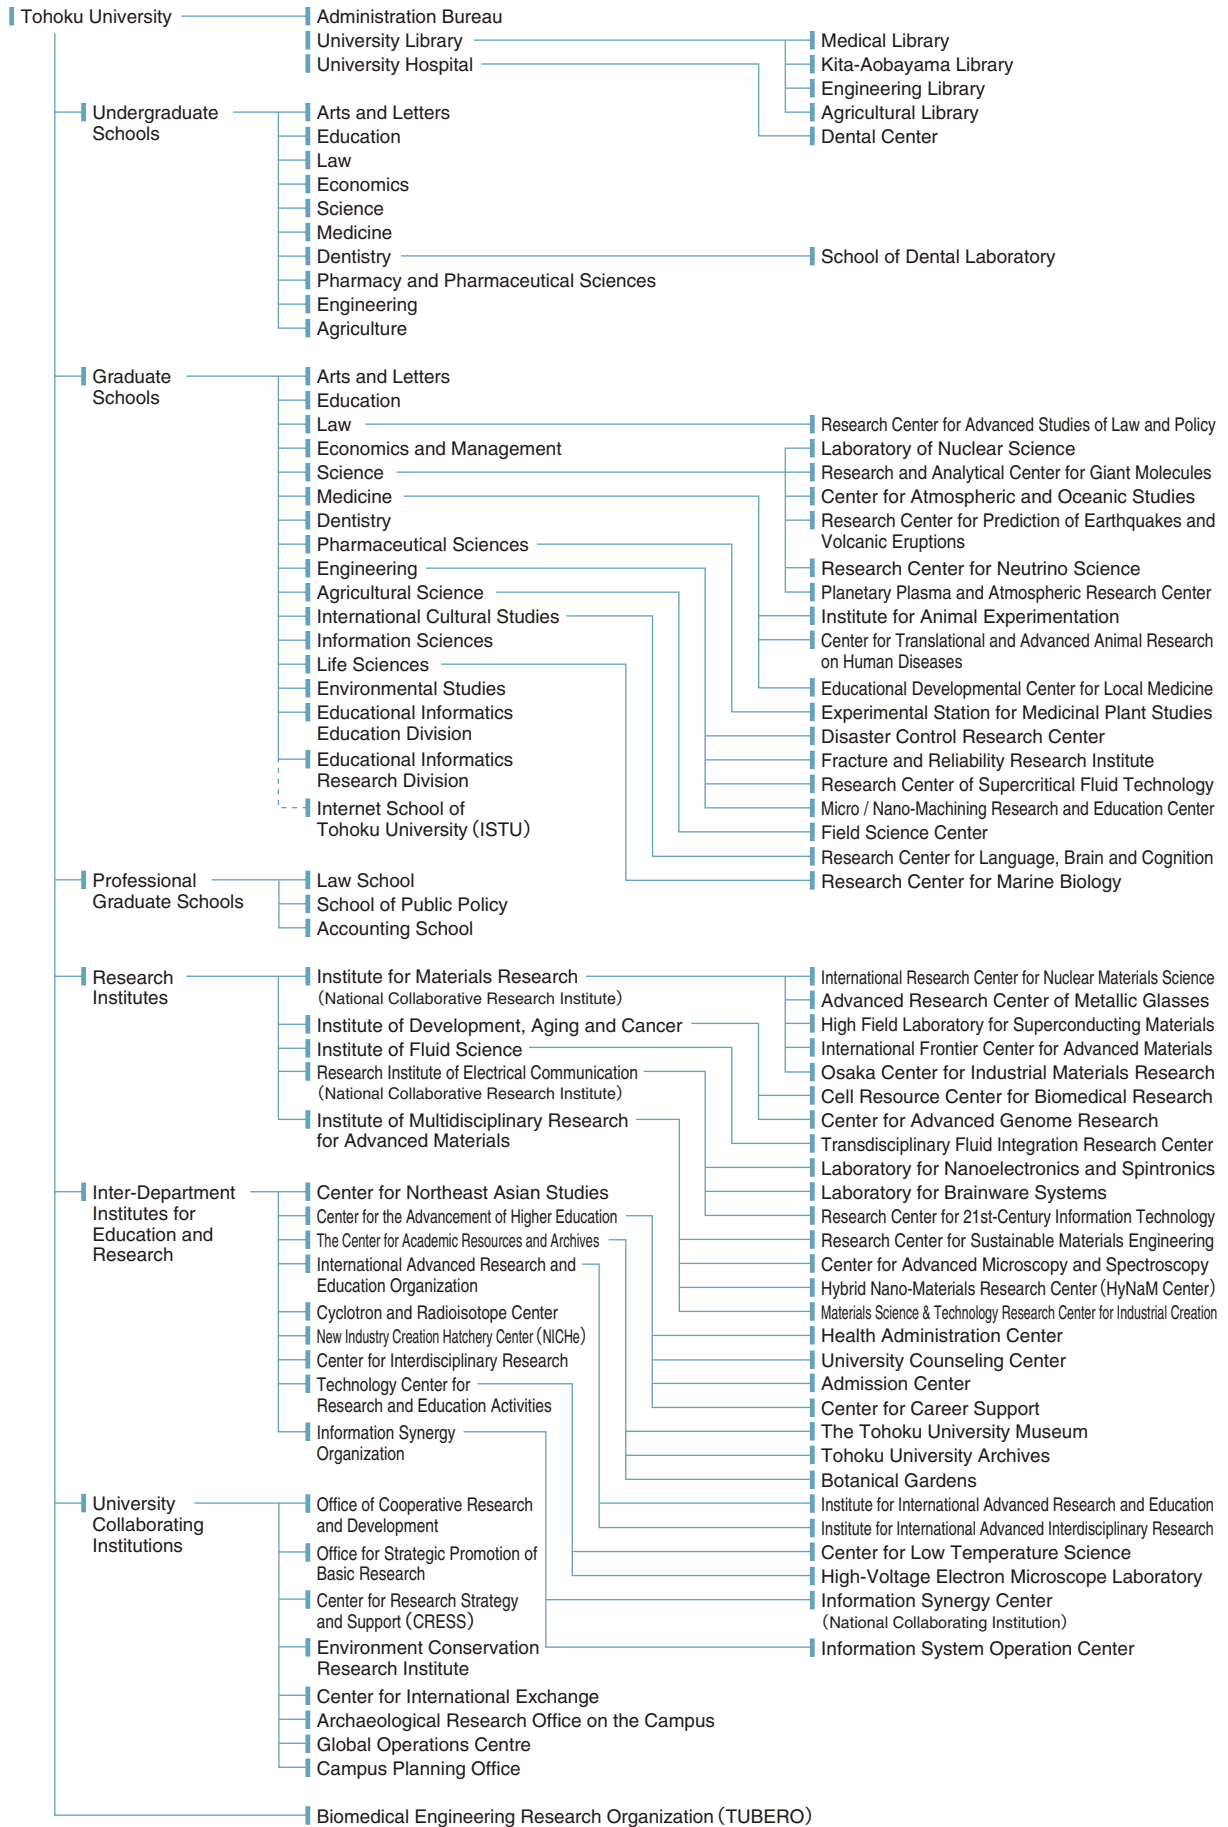 Tohoku University
Administration Bureau
University Library
University Hospital
Medical Library
Kita-Aobayama Library
Engineering Library
Agricultural Library
Dental Center
Undergraduate
Schools
Arts and Letters
Education
Law
Economics
Science
Medicine
Dentistry
Pharmacy and Pharmaceutical Sciences
Engineering
Agriculture
School of Dental Laboratory
Graduate
Schools
Arts and Letters
Education
Law
Economics and Management
Science
Medicine
Dentistry
Pharmaceutical Sciences
Engineering
Agricultural Science
International Cultural Studies
Information Sciences
Life Sciences
Environmental Studies
Educational Informatics
Education Division
Educational Informatics
Research Division
Internet School of
Tohoku University (ISTU)
Research Center for Advanced Studies of Law and Policy
Laboratory of Nuclear Science
Research and Analytical Center for Giant Molecules
Center for Atmospheric and Oceanic Studies
Research Center for Prediction of Earthquakes and
Volcanic Eruptions
Research Center for Neutrino Science
Planetary Plasma and Atmospheric Research Center
Institute for Animal Experimentation
Center for Translational and Advanced Animal Research
on Human Diseases
Educational Developmental Center for Local Medicine
Experimental Station for Medicinal Plant Studies
Disaster Control Research Center
Fracture and Reliability Research Institute
Research Center of Supercritical Fluid Technology
Micro / Nano-Machining Research and Education Center
Field Science Center
Research Center for Language, Brain and Cognition
Research Center for Marine Biology
Professional
Graduate Schools
Law School
School of Public Policy
Accounting School
Research
Institutes
Institute for Materials Research
(National Collaborative Research Institute)
Institute of Development, Aging and Cancer
Institute of Fluid Science
Research Institute of Electrical Communication
(National Collaborative Research Institute)
Institute of Multidisciplinary Research
for Advanced Materials
International Research Center for Nuclear Materials Science
Advanced Research Center of Metallic Glasses
High Field Laboratory for Superconducting Materials
International Frontier Center for Advanced Materials
Osaka Center for Industrial Materials Research
Cell Resource Center for Biomedical Research
Center for Advanced Genome Research
Transdisciplinary Fluid Integration Research Center
Laboratory for Nanoelectronics and Spintronics
Laboratory for Brainware Systems
Research Center for 21st-Century Information Technology
Research Center for Sustainable Materials Engineering
Center for Advanced Microscopy and Spectroscopy
Hybrid Nano-Materials Research Center (HyNaM Center)
Materials Science & Technology Research Center for Industrial Creation
Inter-Department
Institutes for
Education and
Research
Center for Northeast Asian Studies
Center for the Advancement of Higher Education
The Center for Academic Resources and Archives
International Advanced Research and
Education Organization
Cyclotron and Radioisotope Center
New Industry Creation Hatchery Center (NICHe)
Center for Interdisciplinary Research
Technology Center for
Research and Education Activities
Information Synergy
Organization
Health Administration Center
University Counseling Center
Admission Center
Center for Career Support
The Tohoku University Museum
Tohoku University Archives
Botanical Gardens
Institute for International Advanced Research and Education
Institute for International Advanced Interdisciplinary Research
Center for Low Temperature Science
High-Voltage Electron Microscope Laboratory
Information Synergy Center
(National Collaborating Institution)
Information System Operation Center
University
Collaborating
Institutions
Office of Cooperative Research
and Development
Office for Strategic Promotion of
Basic Research
Center for Research Strategy
and Support (CRESS)
Environment Conservation
Research Institute
Center for International Exchange
Archaeological Research Office on the Campus
Global Operations Centre
Campus Planning Office
Biomedical Engineering Research Organization (TUBERO)